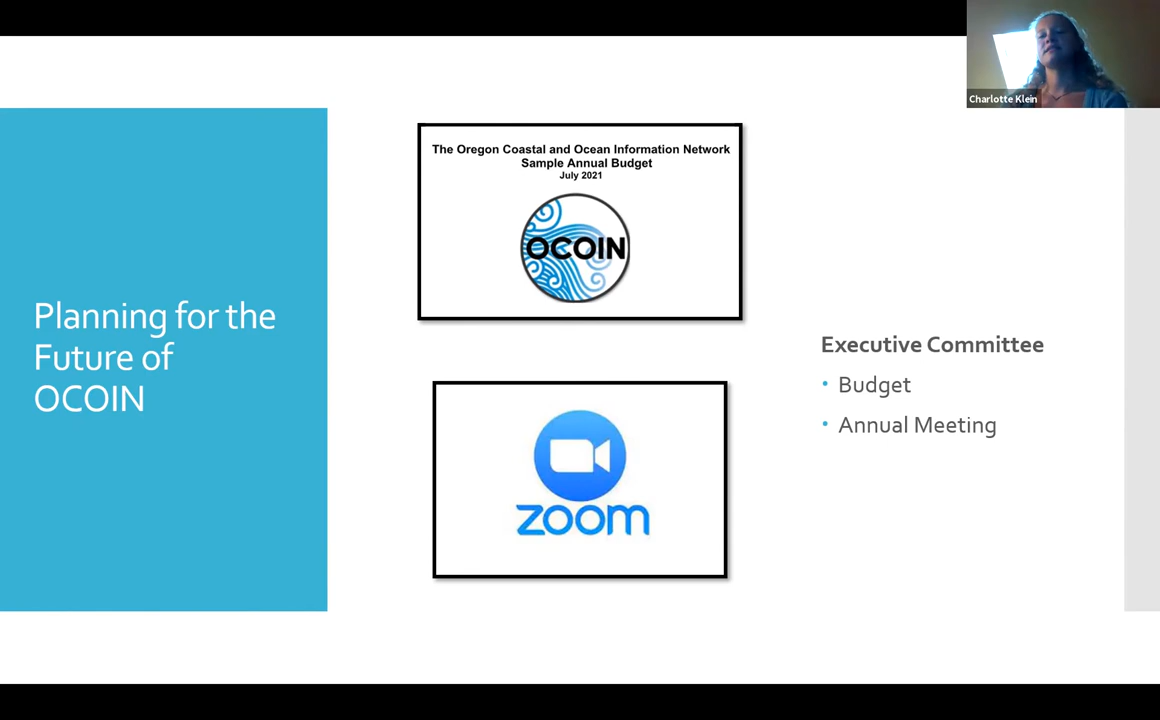 Charlotte Klein
Planning for the
Future of
OCOIN
The Oregon Coastal and Ocean Information Network
Sample Annual Budget
July 2021
OCOIN
zoom
Executive Committee
• Budget
• Annual Meeting